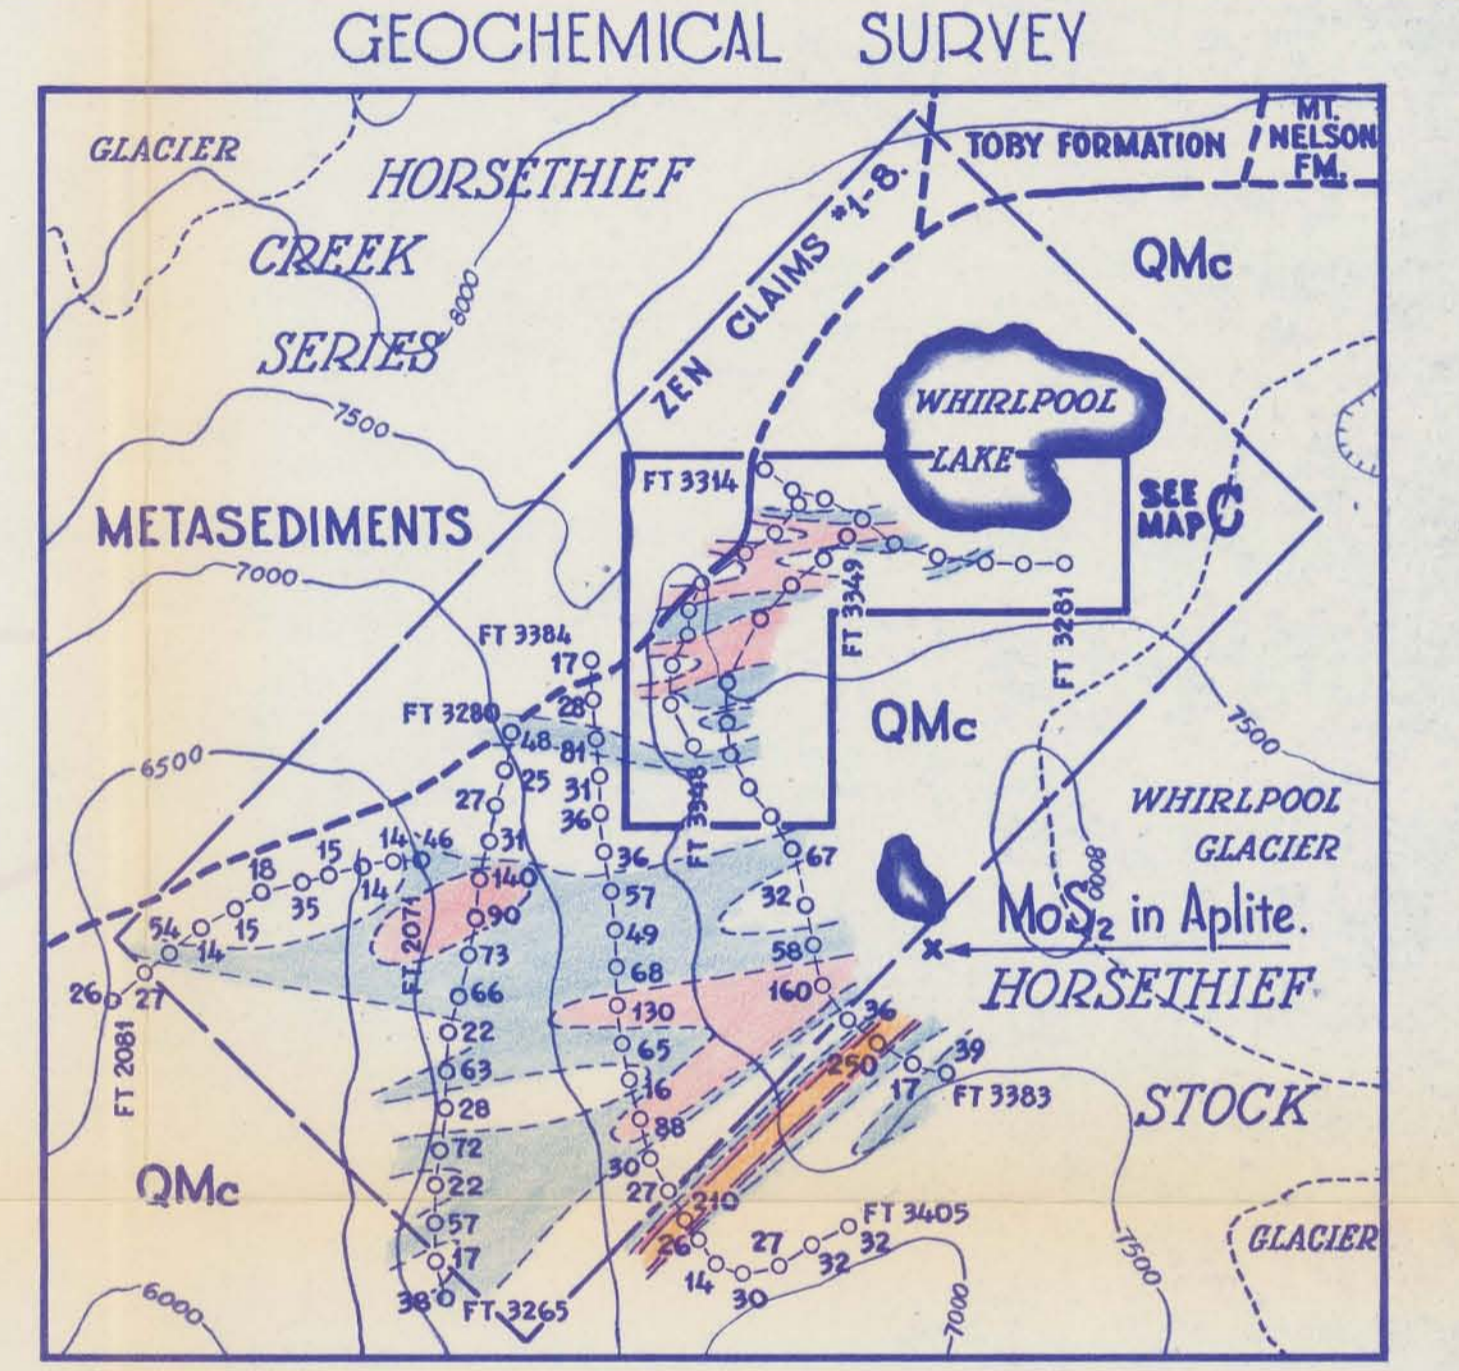 GEOCHEMICAL SURVEY
GLACIER
HORSETHIEF
CREEK
SERIES
8000
TOBY FORMATION
MT.
NELSON
FM.
ZEN CLAIMS #1-8.
QMc
WHIRLPOOL
LAKE
7500
METASEDIMENTS
7000
FT 3314
SEE
MAP C
FT 3349
FT 3281
FT 3384
17
28
FT 3280
48
81
25
31
27
36
31
6500
QMc
7500
WHIRLPOOL
GLACIER
8000
FT 3948
14
46
15
18
14
35
15
54
14
26
27
FT 2081
FT 2071
140
90
73
66
22
63
28
72
22
57
17
38
FT 3265
36
57
49
68
130
65
16
88
30
27
210
26
14
30
27
32
32
FT 3405
67
32
58
160
36
250
17
39
FT 3383
MoS2 in Aplite.
x
HORSETHIEF
STOCK
QMc
6000
7000
7500
GLACIER